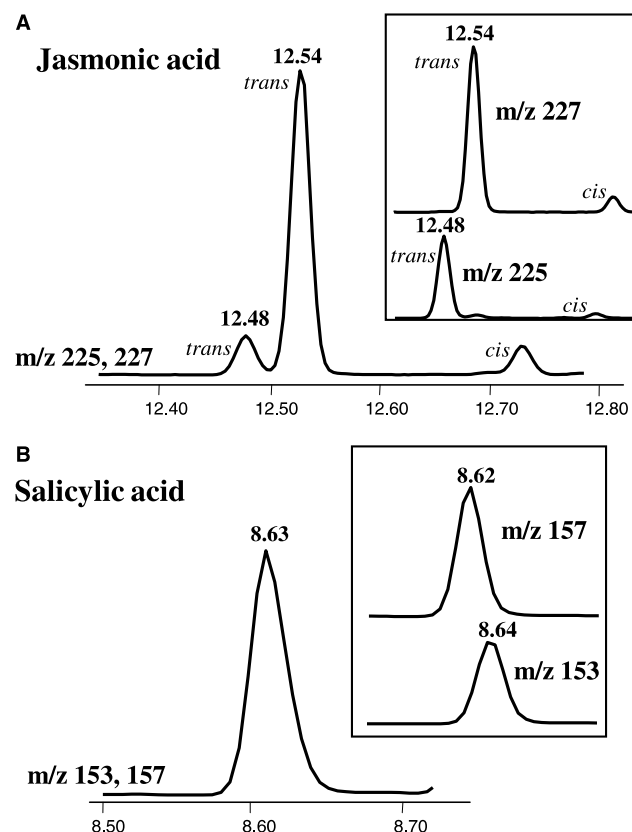 A
Jasmonic acid
12.54
trans
12.48
trans
cis
m/z 225, 227
12.40
12.50
12.60
12.70
12.80
12.54
trans
m/z 227
cis
12.48
trans
m/z 225
cis
B
Salicylic acid
8.63
m/z 153, 157
8.50
8.60
8.70
8.62
m/z 157
8.64
m/z 153